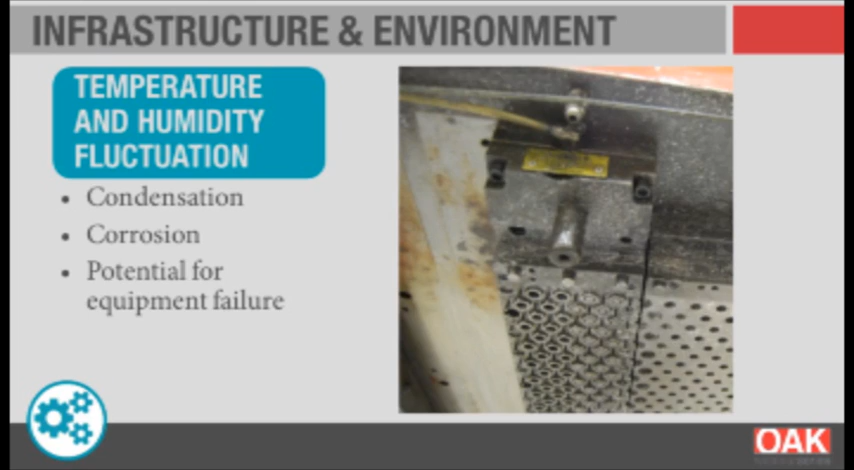 INFRASTRUCTURE & ENVIRONMENT
TEMPERATURE
AND HUMIDITY
FLUCTUATION
• Condensation
• Corrosion
• Potential for
equipment failure
OAK